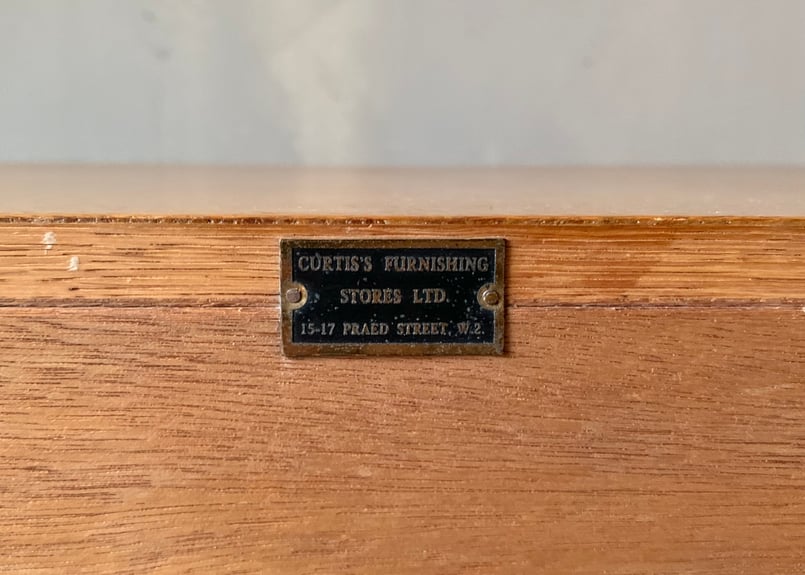 CURTIS'S FURNISHING
STORES LTD.
15-17 PRAED STREET, W.2.